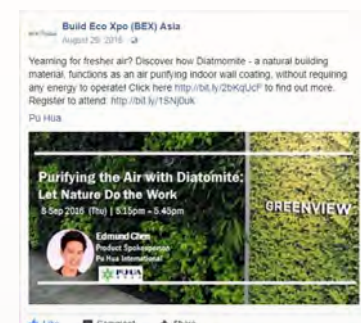 Build Eco Xpo (BEX) Asia
August 29, 2016
Yearning for fresher air? Discover how Diatmomite - a natural building
material, functions as an air purifying indoor wall coating, without requiring
any energy to operate! Click here http://bit.ly/2bKqUcF to find out more.
Register to attend: http://bit.ly/1SNj0uk
Pu Hua
Purifying the Air with Diatomite:
Let Nature Do the Work
8 Sep 2016 (Thu) | 5.15pm - 5.45pm
GREENVIEW
Edmund Chen
Product Spokesperson
Pu Hua International
PUHUA
Like Comment Share